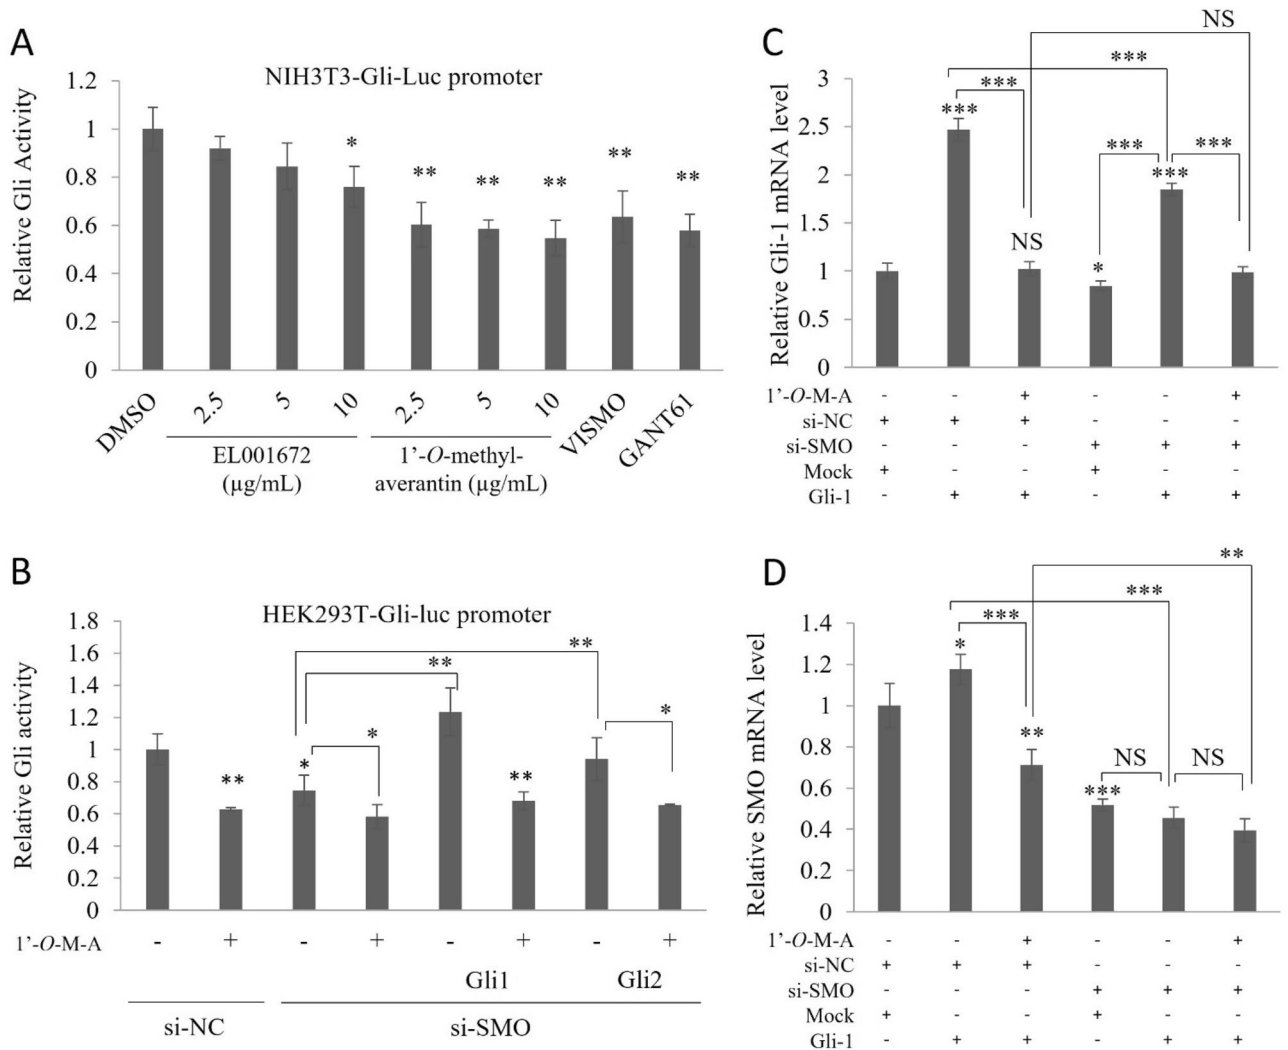 A
NIH3T3-Gli-Luc promoter
Relative Gli Activity
1.2
1
0.8
0.6
0.4
0.2
0
*
**
**
**
**
**
DMSO
2.5
5
10
2.5
5
10
VISMO
GANT61
EL001672
(µg/mL)
1’-O-methyl-
averantin (µg/mL)
B
HEK293T-Gli-luc promoter
Relative Gli activity
1.8
1.6
1.4
1.2
1
0.8
0.6
0.4
0.2
0
**
**
*
*
**
*
**
1’-O-M-A - + - + - + - +
Gli1 Gli2
si-NC si-SMO
C
NS
***
***
***
***
***
***
NS
*
Relative Gli-1 mRNA level
3
2.5
2
1.5
1
0.5
0
1’-O-M-A - - + - - +
si-NC + + + - - -
si-SMO - - - + + +
Mock + - - + - -
Gli-1 - + + - + +
D
**
***
***
*
**
NS
NS
***
Relative SMO mRNA level
1.4
1.2
1
0.8
0.6
0.4
0.2
0
1’-O-M-A - - + - - +
si-NC + + + - - -
si-SMO - - - + + +
Mock + - - + - -
Gli-1 - + + - + +